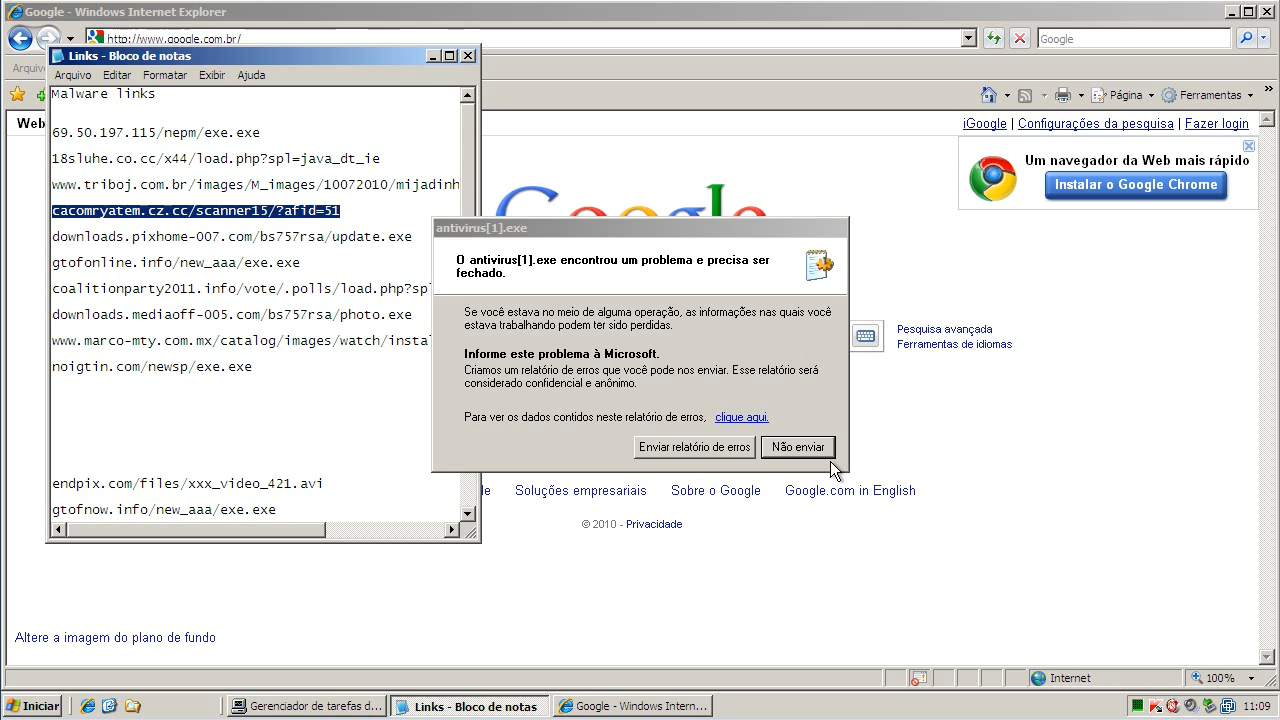 Google - Windows Internet Explorer
http://www.google.com.br/
Google
Links - Bloco de notas
Arquivo Editar Formatar Exibir Ajuda
Página Ferramentas
Malware links
69.50.197.115/nepm/exe.exe
18sluhe.co.cc/x44/load.php?spl=java_dt_ie
www.triboj.com.br/images/M_images/10072010/mijadinh
cacomryatem.cz.cc/scanner15/?afid=51
downloads.pixhome-007.com/bs757rsa/update.exe
gtofonline.info/new_aaa/exe.exe
coalitionparty2011.info/vote/.polls/load.php?spl
downloads.mediaoff-005.com/bs757rsa/photo.exe
www.marco-mty.com.mx/catalog/images/watch/instal
noigtin.com/newsp/exe.exe
endpix.com/files/xxx_video_421.avi
gtofnow.info/new_aaa/exe.exe
Web
iGoogle | Configurações da pesquisa | Fazer login
Um navegador da Web mais rápido
Instalar o Google Chrome
antivirus[1].exe
O antivirus[1].exe encontrou um problema e precisa ser
fechado.
Se você estava no meio de alguma operação, as informações nas quais você
estava trabalhando podem ter sido perdidas.
Informe este problema à Microsoft.
Criamos um relatório de erros que você pode nos enviar. Esse relatório será
considerado confidencial e anônimo.
Para ver os dados contidos neste relatório de erros, clique aqui.
Enviar relatório de erros Não enviar
Pesquisa avançada
Ferramentas de idiomas
Soluções empresariais Sobre o Google Google.com in English
© 2010 - Privacidade
Altere a imagem do plano de fundo
Internet 100%
Iniciar Gerenciador de tarefas d... Links - Bloco de notas Google - Windows Intern... 11:09